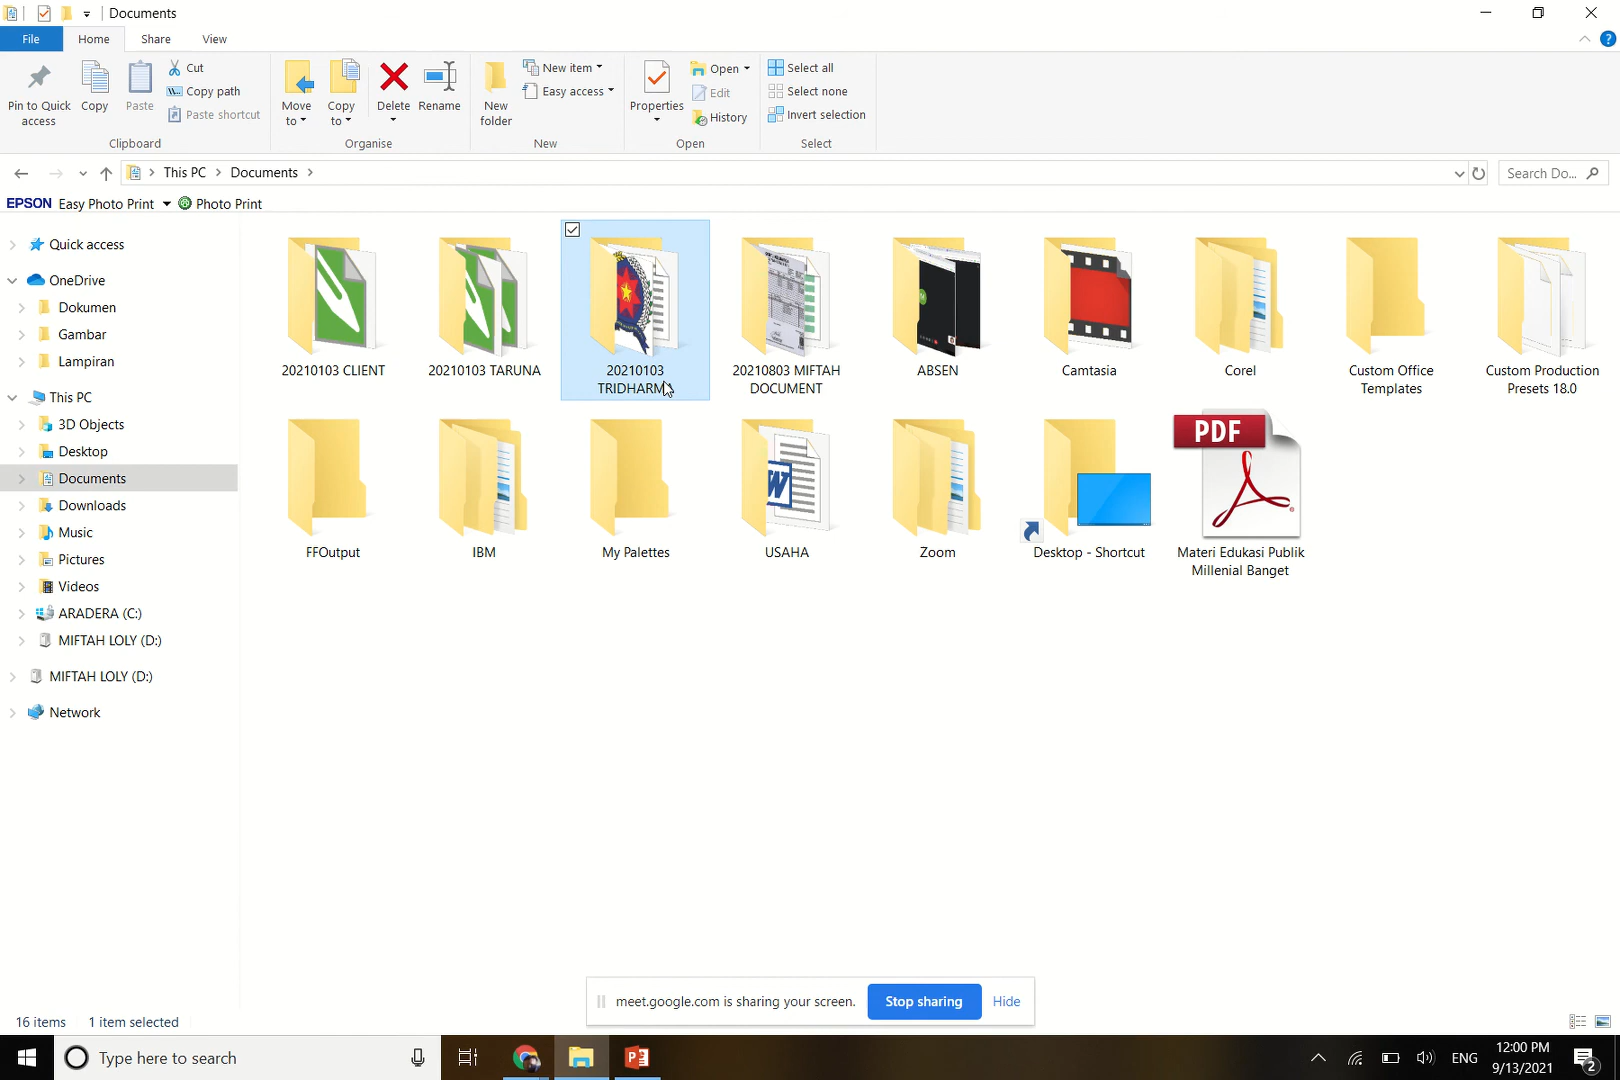 Documents
File Home Share View
Pin to Quick access
Copy
Paste
Cut
Copy path
Paste shortcut
Clipboard
Move to
Copy to
Delete
Rename
Organise
New folder
New item
Easy access
New
Properties
Open
Edit
History
Open
Select all
Select none
Invert selection
Select
This PC > Documents >
Search Do...
EPSON Easy Photo Print Photo Print
Quick access
OneDrive
Dokumen
Gambar
Lampiran
This PC
3D Objects
Desktop
Documents
Downloads
Music
Pictures
Videos
ARADERA (C:)
MIFTAH LOLY (D:)
MIFTAH LOLY (D:)
Network
20210103 CLIENT
20210103 TARUNA
20210103
TRIDHARMA
20210803 MIFTAH
DOCUMENT
ABSEN
Camtasia
Corel
Custom Office
Templates
Custom Production
Presets 18.0
FFOutput
IBM
My Palettes
W
USAHA
Zoom
Desktop - Shortcut
PDF
Materi Edukasi Publik
Millenial Banget
meet.google.com is sharing your screen. Stop sharing Hide
16 items 1 item selected
Type here to search
ENG
12:00 PM
9/13/2021
2